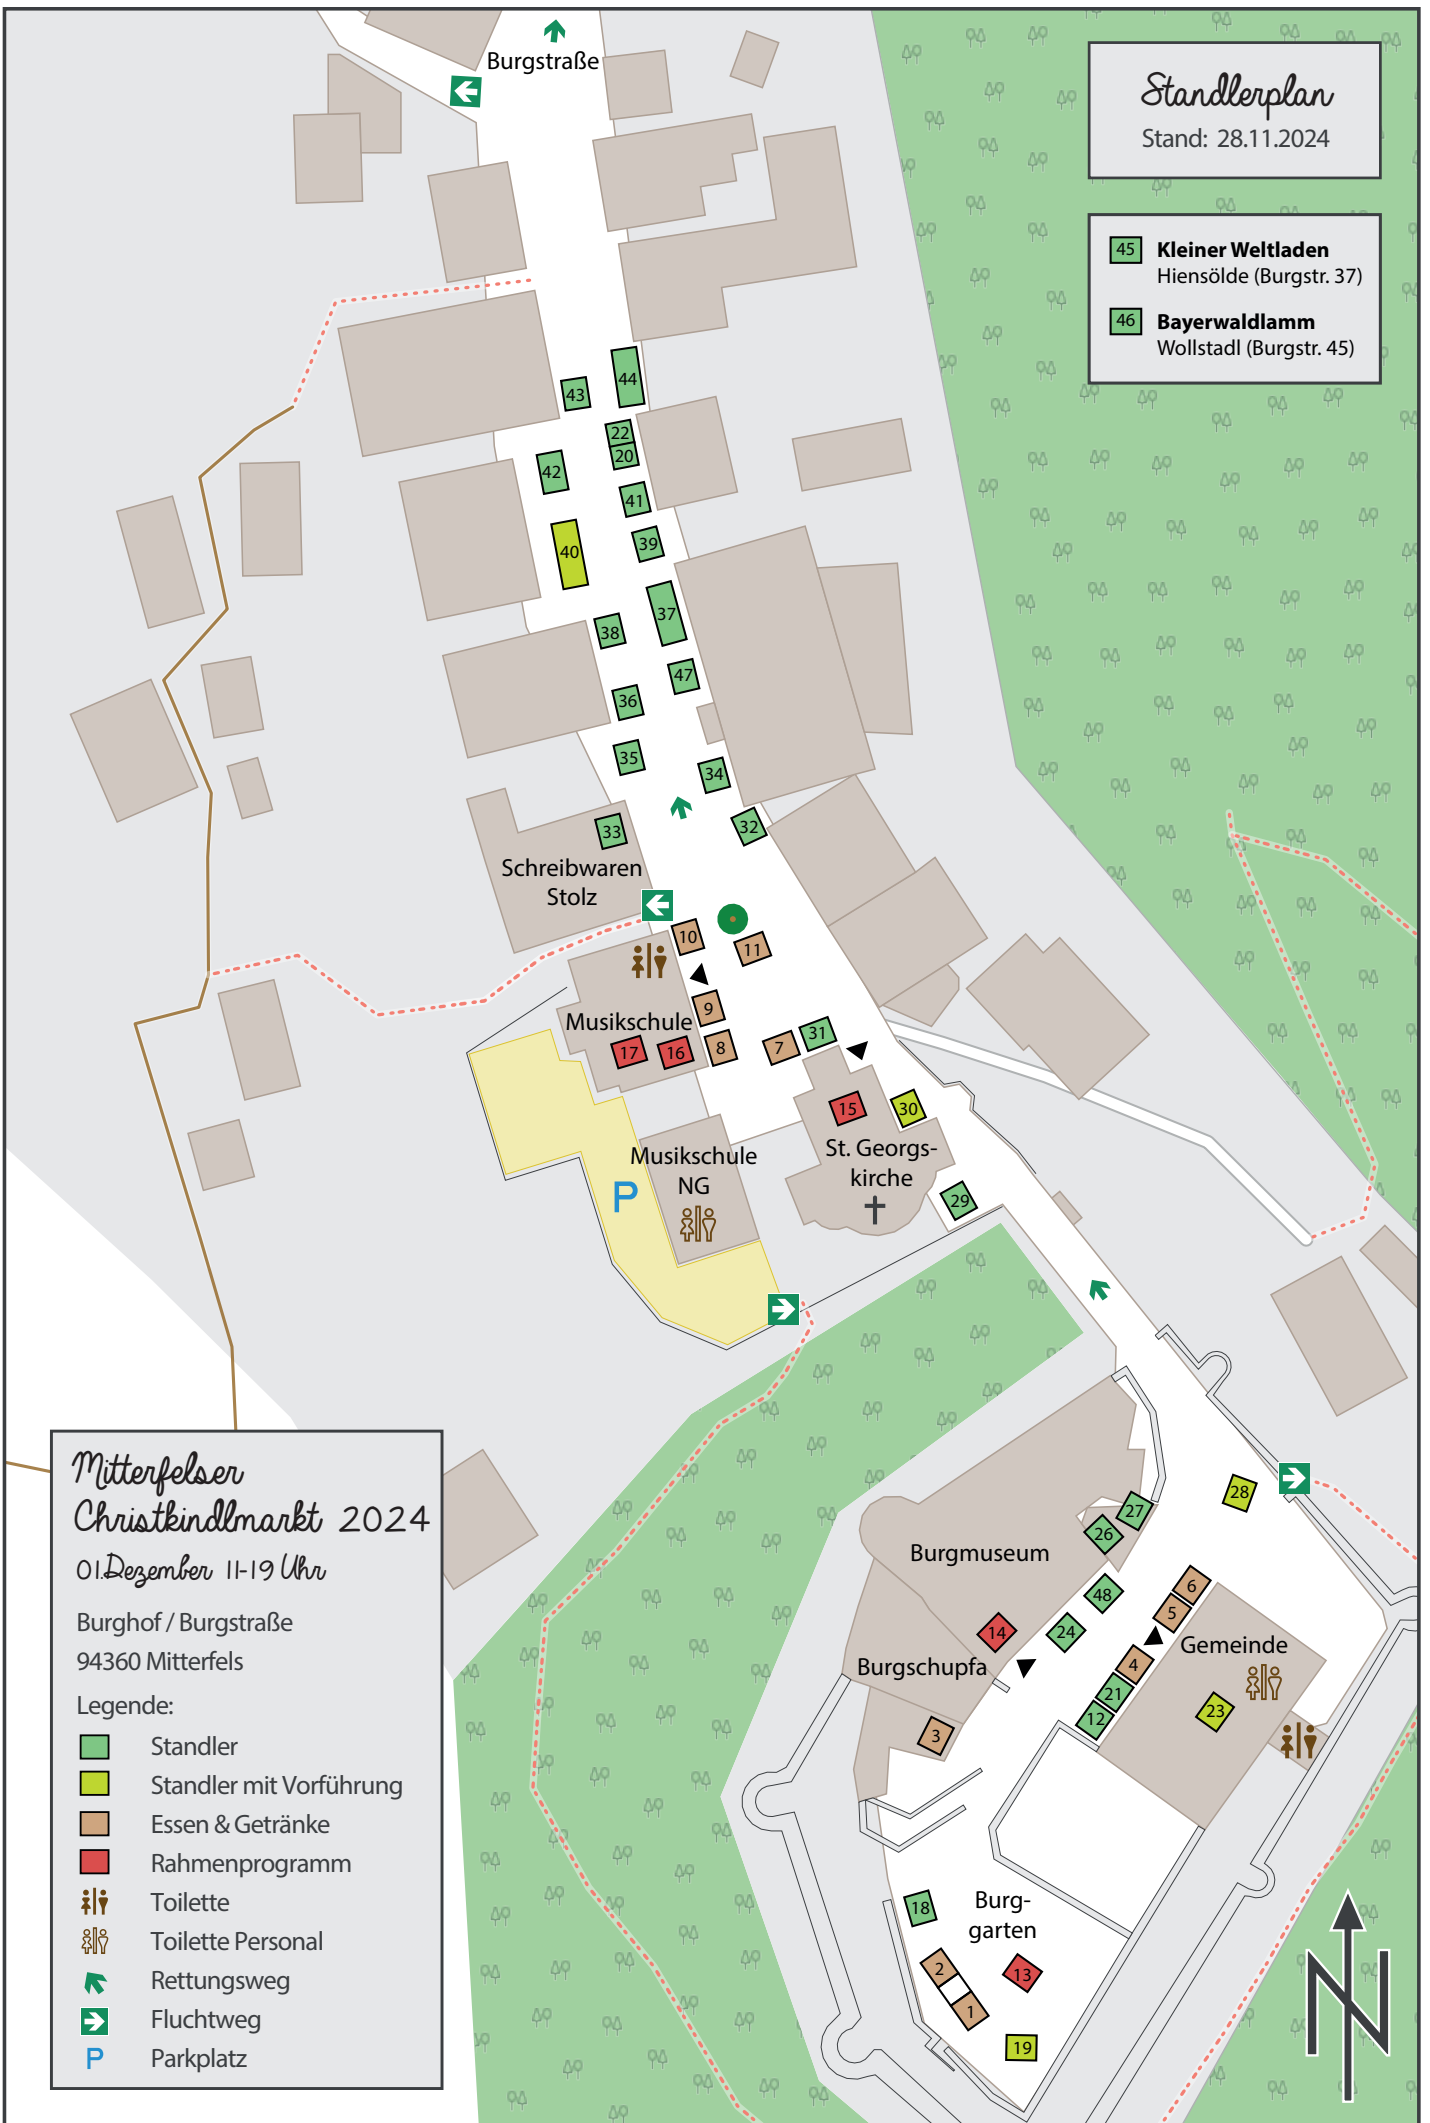 Burgstraße
Standlerplan
Stand: 28.11.2024
45 Kleiner Weltladen
Hiensölde (Burgstr. 37)
46 Bayerwaldlamm
Wollstadl (Burgstr. 45)
44
43
22
20
42
41
39
40
37
38
47
36
35
34
33
32
Schreibwaren
Stolz
10
11
9
Musikschule
17
16
8
7
31
15
30
St. Georgs-
kirche
Musikschule
NG
P
29
28
27
26
Burgmuseum
48
6
5
24
14
Gemeinde
4
Burgschupfa
21
12
23
3
18
Burg-
garten
2
13
1
19
N
Mitterfelser
Christkindlmarkt 2024
01.Dezember 11-19 Uhr
Burghof / Burgstraße
94360 Mitterfels
Legende:
Standler
Standler mit Vorführung
Essen & Getränke
Rahmenprogramm
Toilette
Toilette Personal
Rettungsweg
Fluchtweg
P Parkplatz